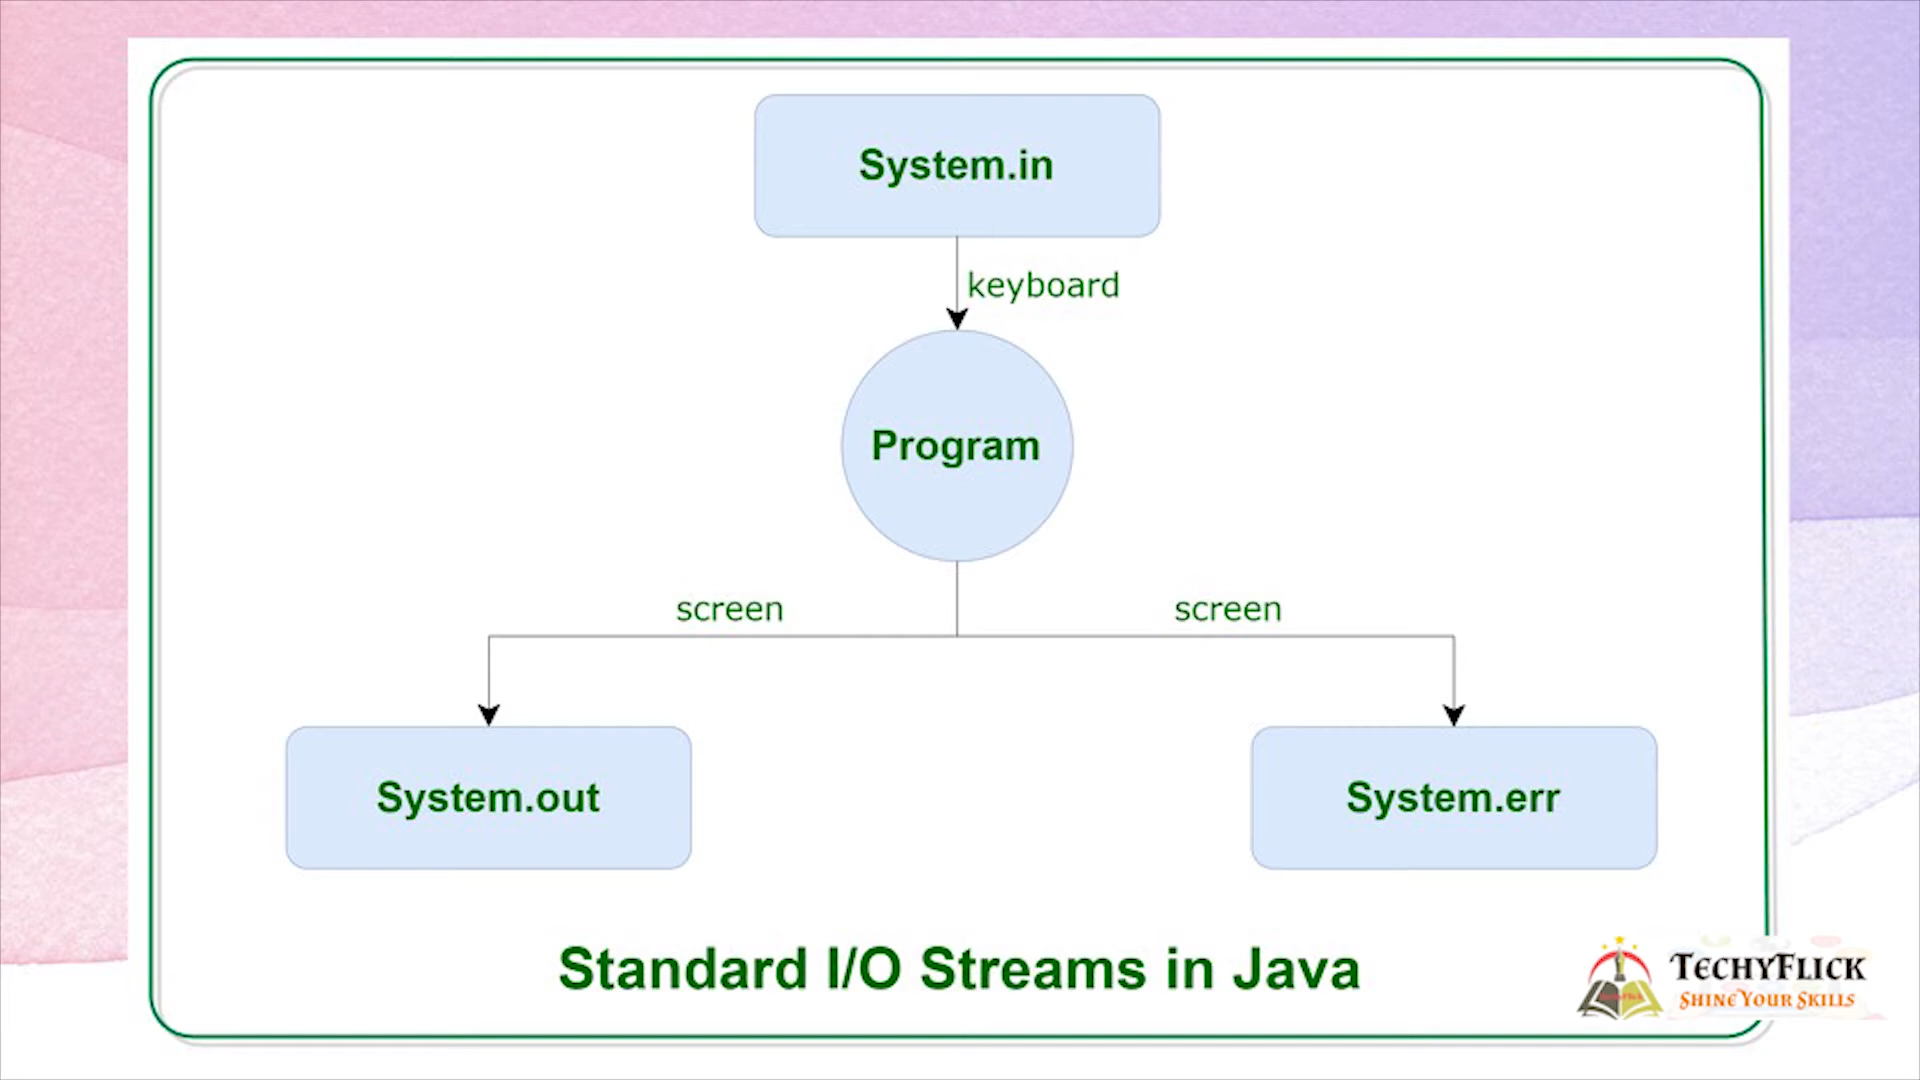 System.in
keyboard
Program
screen
screen
System.out
System.err
Standard I/O Streams in Java
TECHYFLICK
SHINE YOUR SKILLS